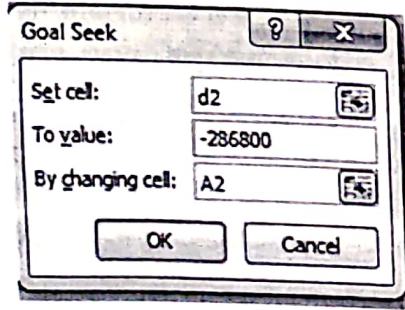 Goal Seek ?
Set cell: d2
To value: -286800
By changing cell: A2
OK Cancel